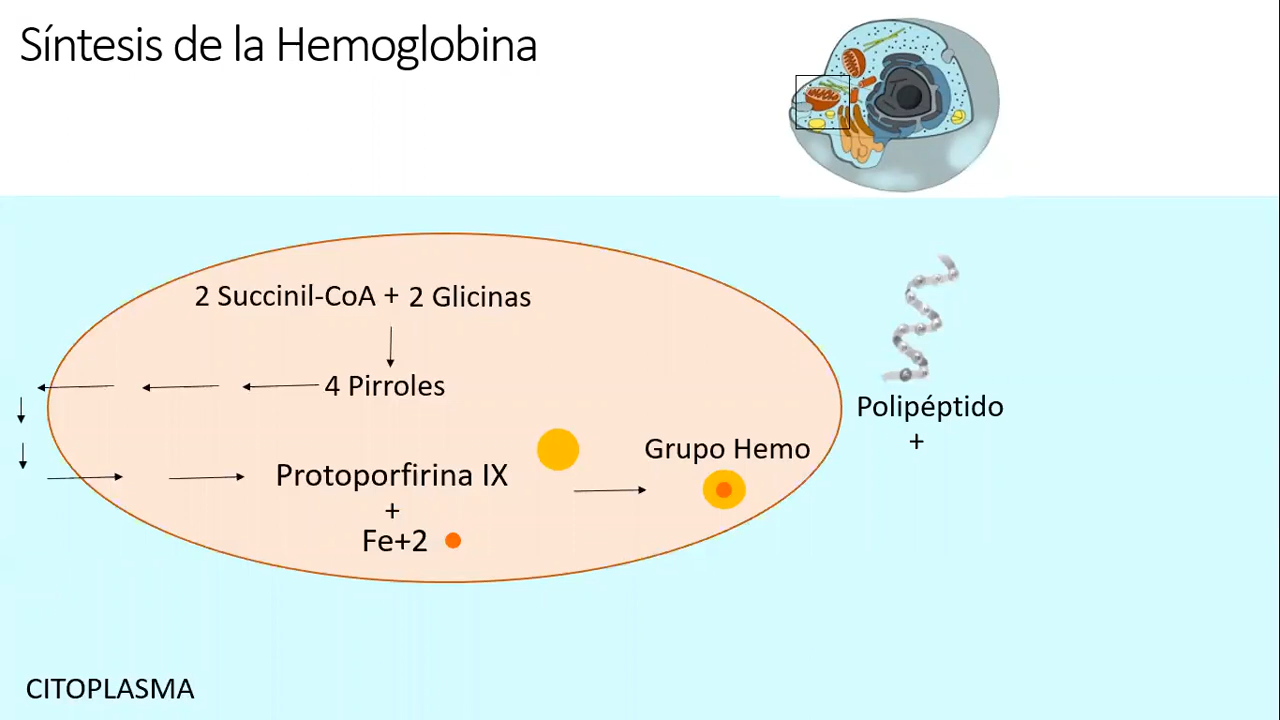 Síntesis de la Hemoglobina
2 Succinil-CoA + 2 Glicinas
4 Pirroles
Protoporfirina IX
+
Fe+2
Grupo Hemo
Polipéptido
+
CITOPLASMA